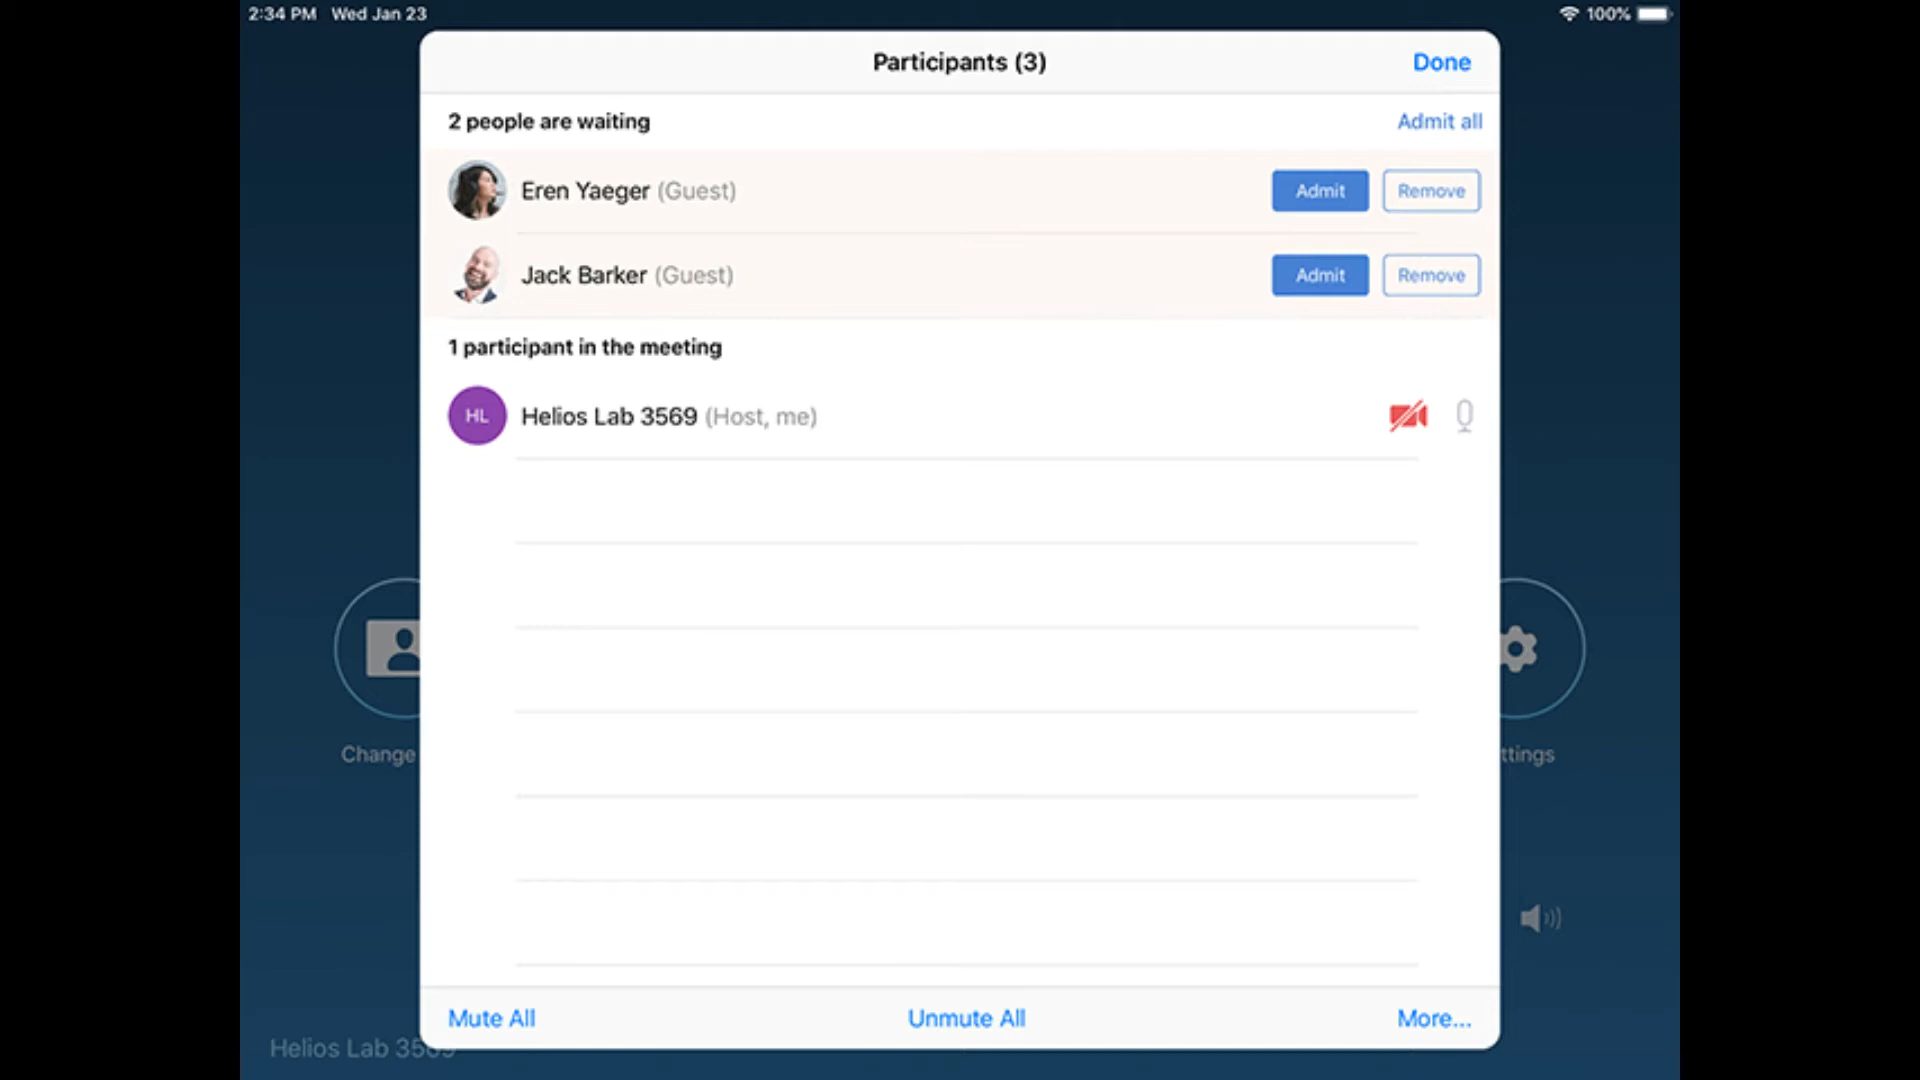 2:34 PM Wed Jan 23
100%
Participants (3)
Done
2 people are waiting
Admit all
Eren Yaeger (Guest)
Admit
Remove
Jack Barker (Guest)
Admit
Remove
1 participant in the meeting
HL
Helios Lab 3569 (Host, me)
Change
ttings
Mute All
Unmute All
More...
Helios Lab 3569